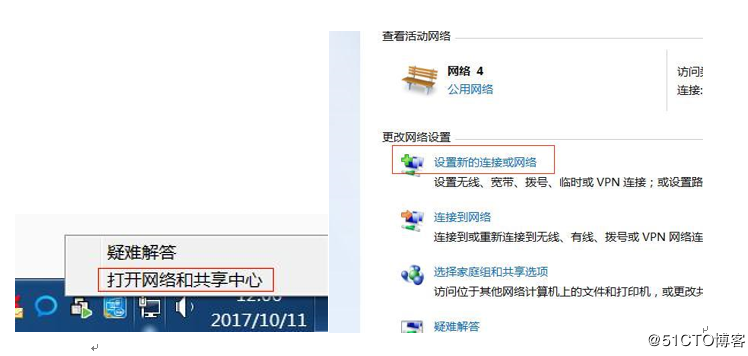 疑难解答
打开网络和共享中心
12:00
2017/10/11
查看活动网络
网络 4
公用网络
访问
连接:
更改网络设置
设置新的连接或网络
设置无线、宽带、拨号、临时或 VPN 连接；或设置路
连接到网络
连接到或重新连接到无线、有线、拨号或 VPN 网络连
选择家庭组和共享选项
访问位于其他网络计算机上的文件和打印机，或更改共
疑难解答
@51CTO博客